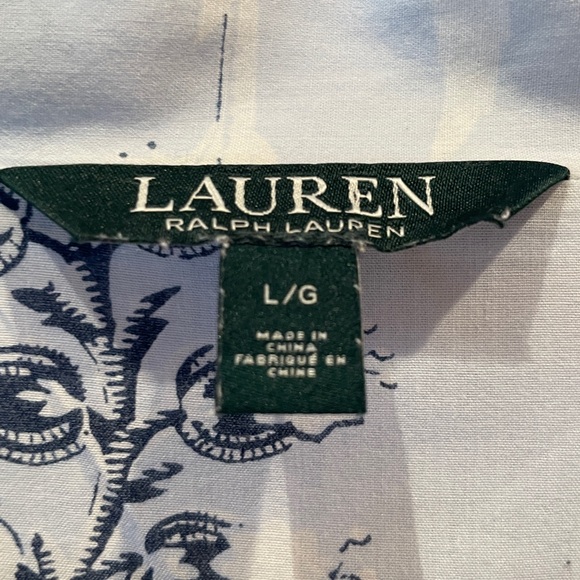 LAUREN
RALPH LAUREN
L/G
MADE IN
CHINA
FABRIQUÉ EN
CHINE